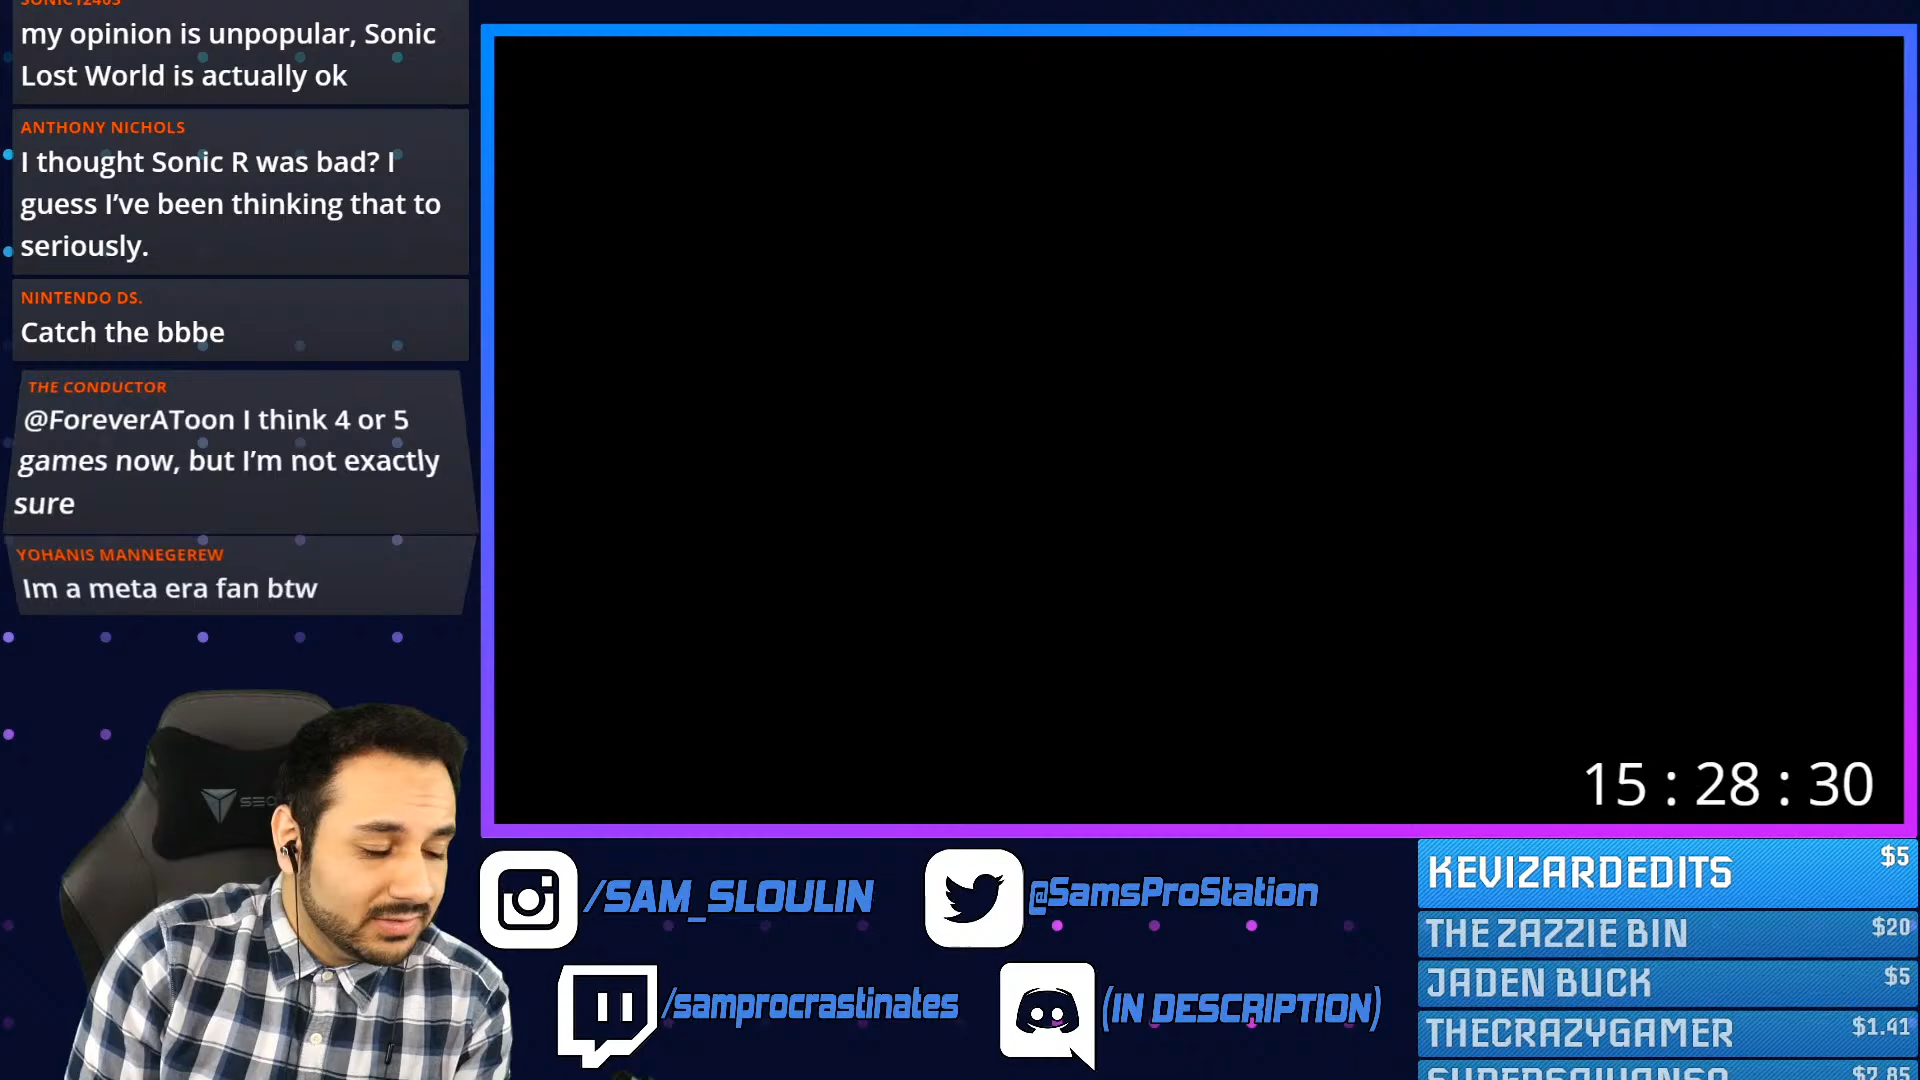 my opinion is unpopular, Sonic
Lost World is actually ok
ANTHONY NICHOLS
I thought Sonic R was bad? I
guess I've been thinking that to
seriously.
NINTENDO DS.
Catch the bbbe
THE CONDUCTOR
@ForeverAToon I think 4 or 5
games now, but I'm not exactly
sure
YOHANIS MANNEGEREW
Im a meta era fan btw
15 : 28 : 30
/SAM_SLOULIN
@SamsProStation
/samprocrastinates
(IN DESCRIPTION)
KEVIZARDEDITS $5
THE ZAZZIE BIN $20
JADEN BUCK $5
THECRAZYGAMER $1.41